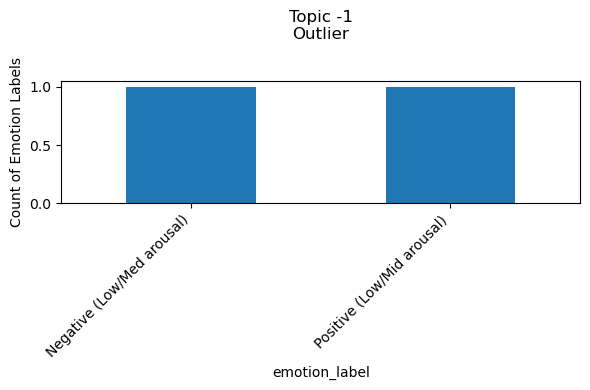 Topic -1
Outlier
Count of Emotion Labels
1.0
0.5
0.0
Negative (Low/Med arousal)
Positive (Low/Mid arousal)
emotion_label